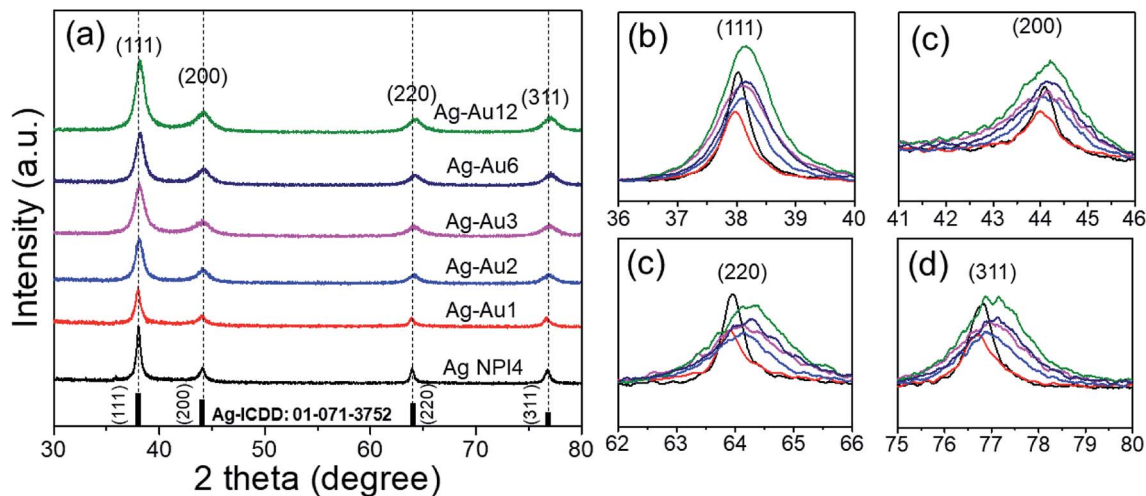 (a)
(111)
(200)
(220)
(311)
Ag-Au12
Ag-Au6
Ag-Au3
Ag-Au2
Ag-Au1
Ag NPI4
(111)
(200)
Ag-ICDD: 01-071-3752
(220)
(311)
30 40 50 60 70 80
2 theta (degree)
Intensity (a.u.)
(b)
(111)
36 37 38 39 40
(c)
(200)
41 42 43 44 45 46
(c)
(220)
62 63 64 65 66
(d)
(311)
75 76 77 78 79 80